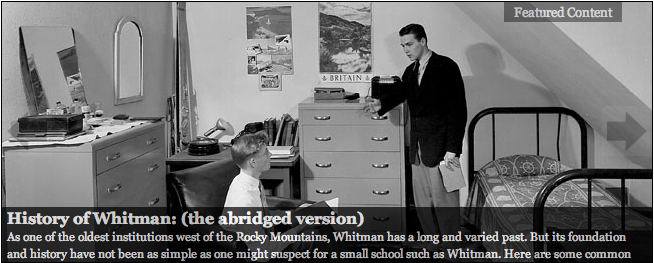 Featured Content
BRITAIN
History of Whitman: (the abridged version)
As one of the oldest institutions west of the Rocky Mountains, Whitman has a long and varied past. But its foundation
and history have not been as simple as one might suspect for a small school such as Whitman. Here are some common